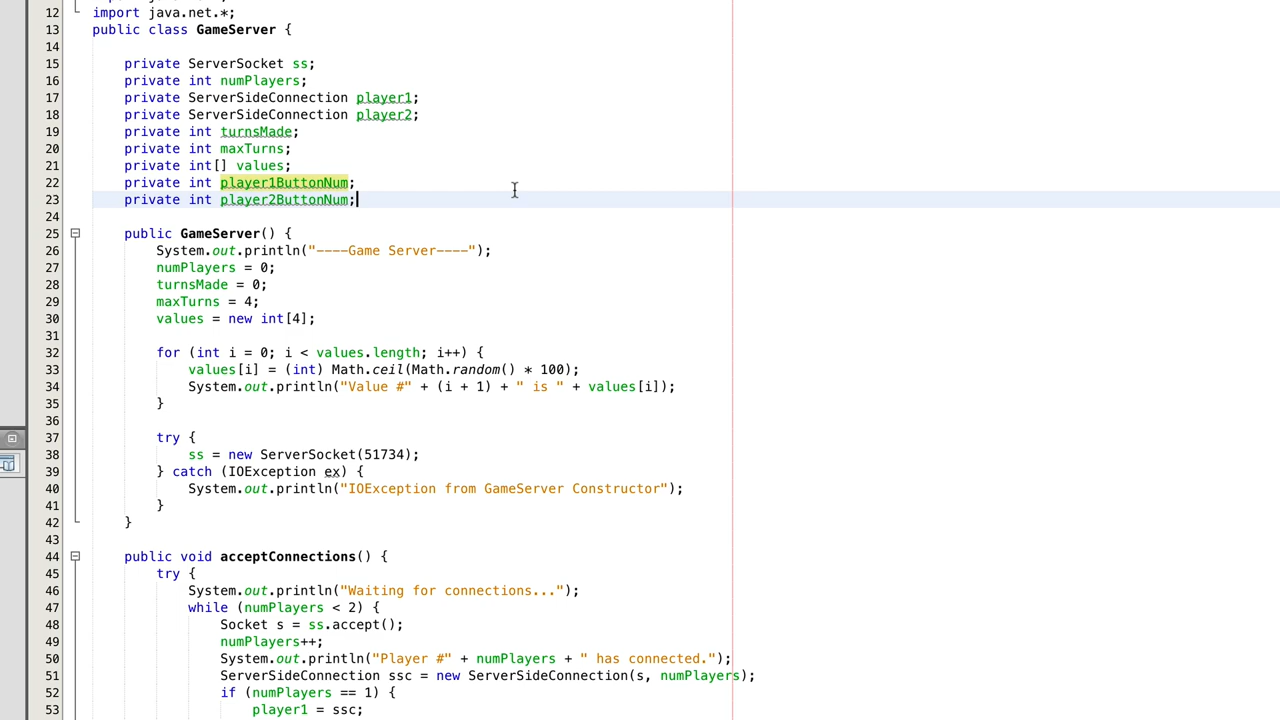 12 import java.net.*;
13 public class GameServer {
14
15 private ServerSocket ss;
16 private int numPlayers;
17 private ServerSideConnection player1;
18 private ServerSideConnection player2;
19 private int turnsMade;
20 private int maxTurns;
21 private int[] values;
22 private int player1ButtonNum;
23 private int player2ButtonNum;
24
25 public GameServer() {
26 System.out.println("----Game Server----");
27 numPlayers = 0;
28 turnsMade = 0;
29 maxTurns = 4;
30 values = new int[4];
31
32 for (int i = 0; i < values.length; i++) {
33 values[i] = (int) Math.ceil(Math.random() * 100);
34 System.out.println("Value #" + (i + 1) + " is " + values[i]);
35 }
36
37 try {
38 ss = new ServerSocket(51734);
39 } catch (IOException ex) {
40 System.out.println("IOException from GameServer Constructor");
41 }
42 }
43
44 public void acceptConnections() {
45 try {
46 System.out.println("Waiting for connections...");
47 while (numPlayers < 2) {
48 Socket s = ss.accept();
49 numPlayers++;
50 System.out.println("Player #" + numPlayers + " has connected.");
51 ServerSideConnection ssc = new ServerSideConnection(s, numPlayers);
52 if (numPlayers == 1) {
53 player1 = ssc;